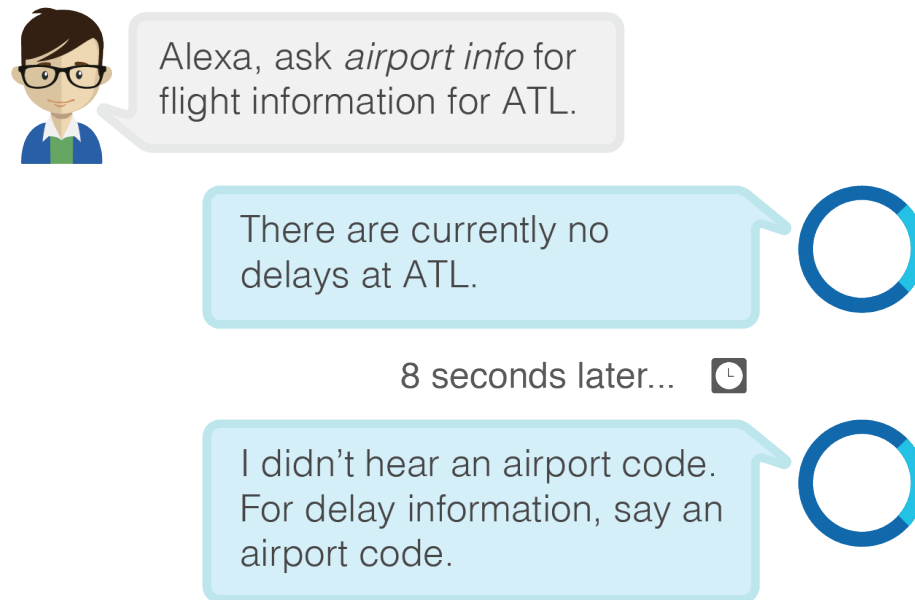 Alexa, ask airport info for
flight information for ATL.
There are currently no
delays at ATL.
8 seconds later...
I didn’t hear an airport code.
For delay information, say an
airport code.